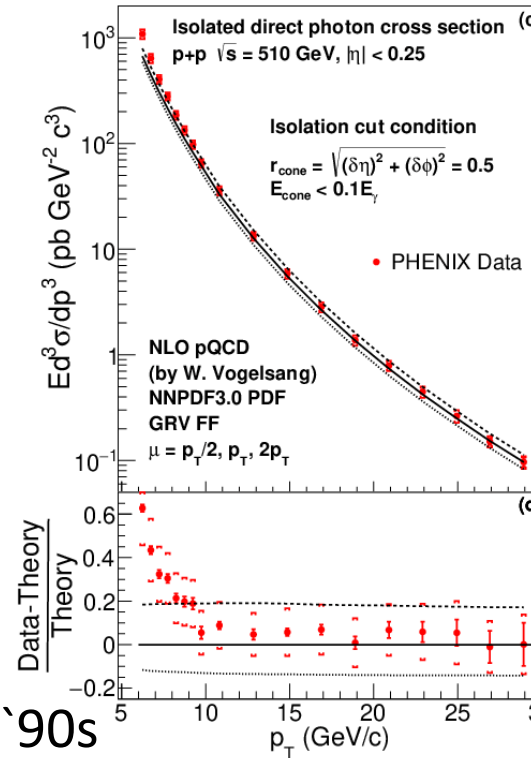 Isolated direct photon cross section
p+p √s = 510 GeV, |η| < 0.25
Isolation cut condition
r_cone = √(δη)² + (δϕ)² = 0.5
E_cone < 0.1E_γ
PHENIX Data
NLO pQCD
(by W. Vogelsang)
NNPDF3.0 PDF
GRV FF
μ = p_T/2, p_T, 2p_T
Ed³σ/dp³ (pb GeV⁻² c³)
10³
10²
10
1
10⁻¹
(
Data-Theory
Theory
0.6
0.4
0.2
0
−0.2
(
5
10
15
20
25
3
p_T (GeV/c)
`90s